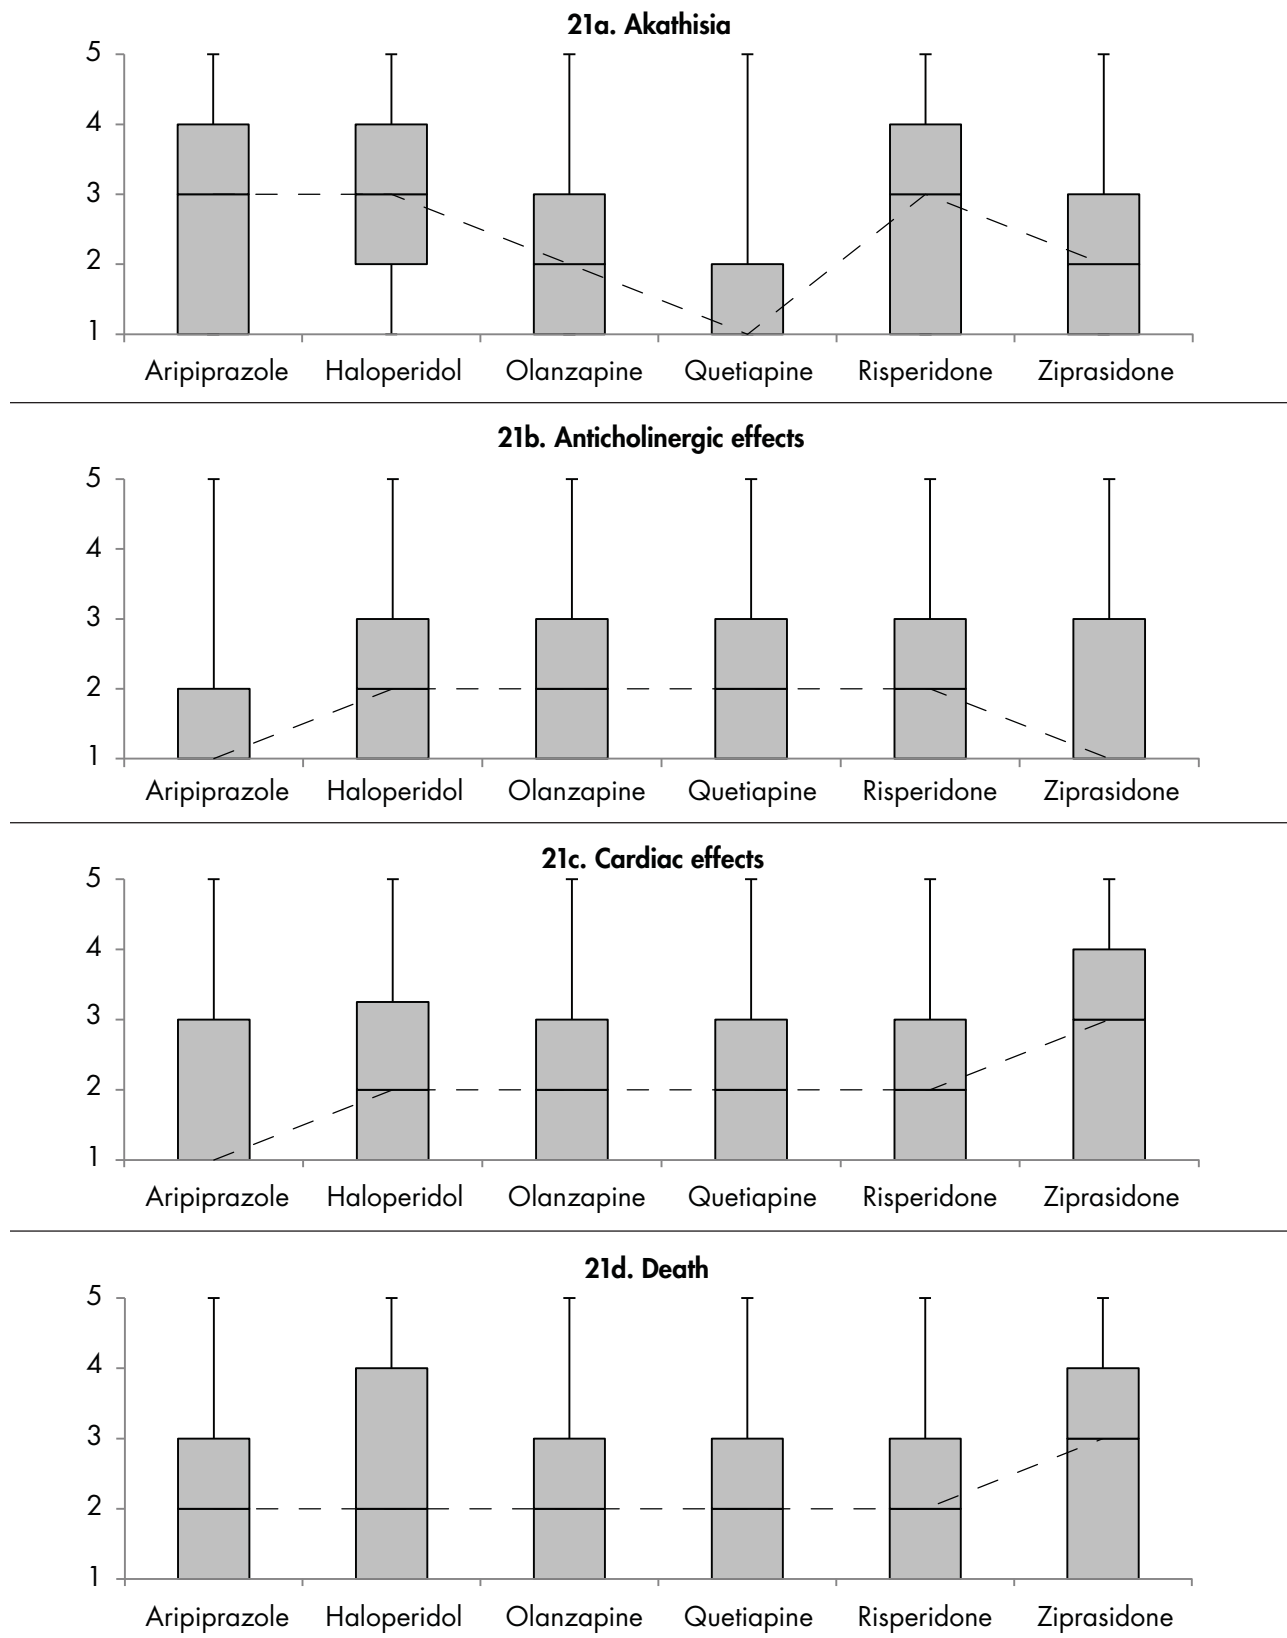 21a. Akathisia
5
4
3
2
1
Aripiprazole Haloperidol Olanzapine Quetiapine Risperidone Ziprasidone
21b. Anticholinergic effects
5
4
3
2
1
Aripiprazole Haloperidol Olanzapine Quetiapine Risperidone Ziprasidone
21c. Cardiac effects
5
4
3
2
1
Aripiprazole Haloperidol Olanzapine Quetiapine Risperidone Ziprasidone
21d. Death
5
4
3
2
1
Aripiprazole Haloperidol Olanzapine Quetiapine Risperidone Ziprasidone